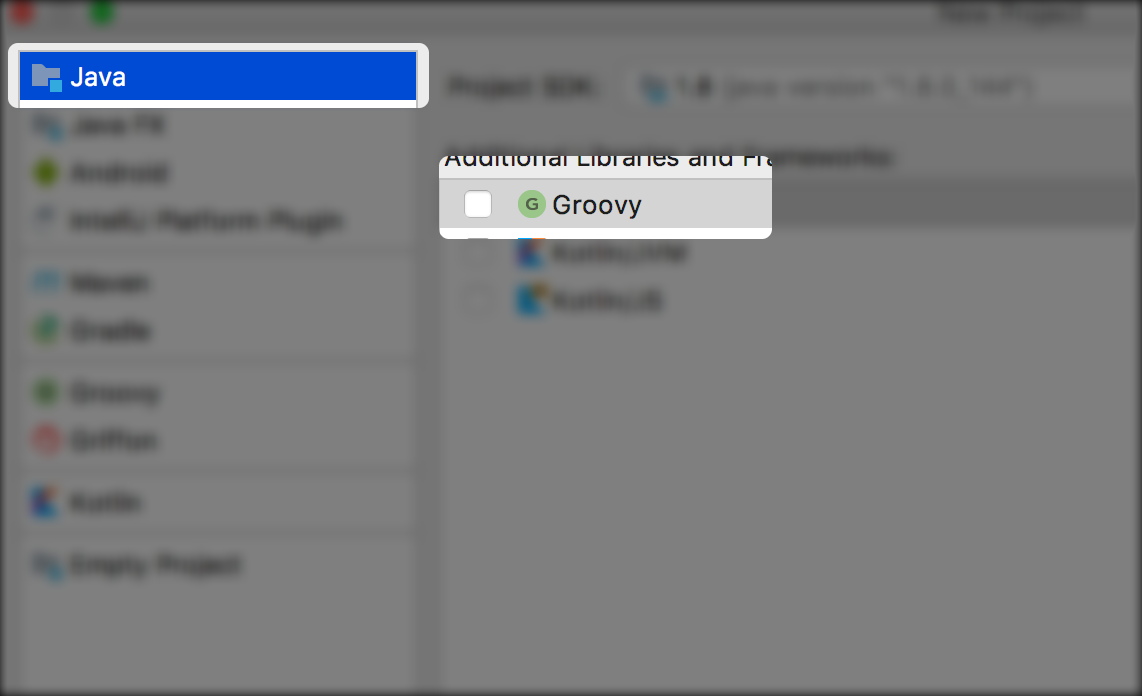 New Project
Java
Project SDK: 1.8 (java version "1.8.0_144")
Java FX
Additional Libraries and Frameworks:
Android
G Groovy
IntelliJ Platform Plugin
Kotlin/JVM
Maven
Kotlin/JS
Gradle
Groovy
Griffon
Kotlin
Empty Project